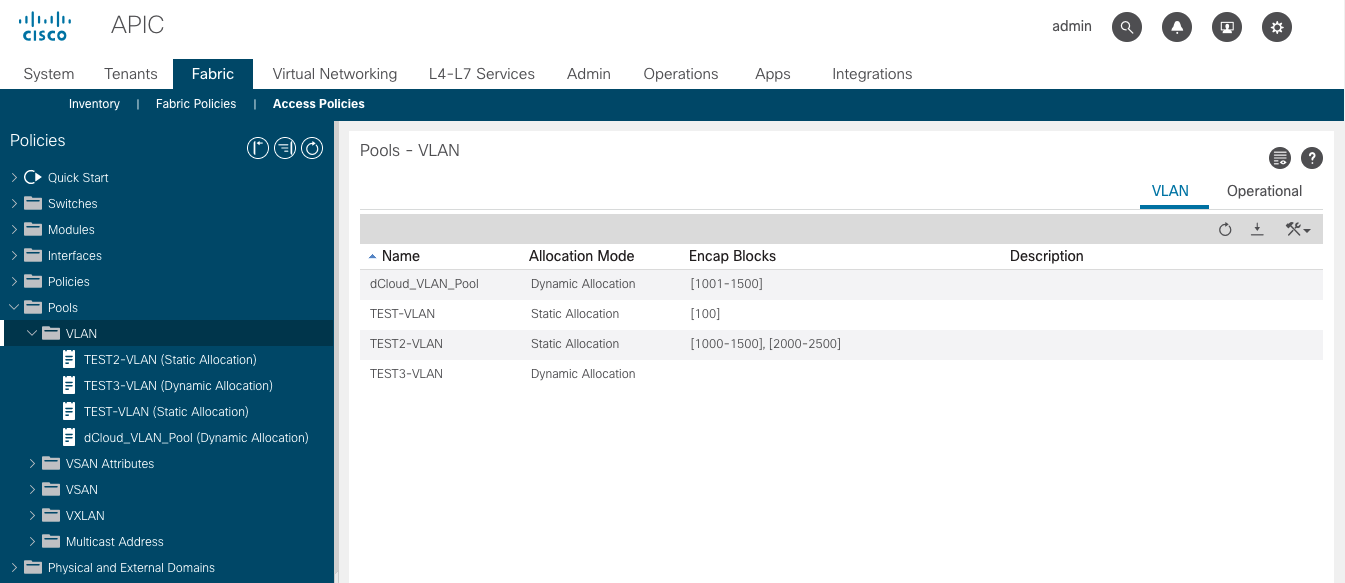 CISCO
APIC
admin
System Tenants Fabric Virtual Networking L4-L7 Services Admin Operations Apps Integrations
Inventory | Fabric Policies | Access Policies
Policies
Quick Start
Switches
Modules
Interfaces
Policies
Pools
VLAN
TEST2-VLAN (Static Allocation)
TEST3-VLAN (Dynamic Allocation)
TEST-VLAN (Static Allocation)
dCloud_VLAN_Pool (Dynamic Allocation)
VSAN Attributes
VSAN
VXLAN
Multicast Address
Physical and External Domains
Pools - VLAN
?
VLAN Operational
Name Allocation Mode Encap Blocks Description
dCloud_VLAN_Pool Dynamic Allocation [1001-1500]
TEST-VLAN Static Allocation [100]
TEST2-VLAN Static Allocation [1000-1500], [2000-2500]
TEST3-VLAN Dynamic Allocation